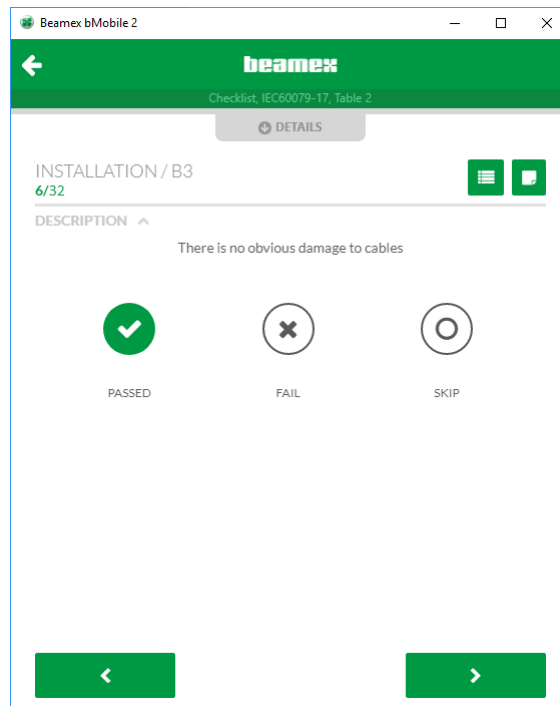 Beamex bMobile 2
beamex
Checklist, IEC60079-17, Table 2
DETAILS
INSTALLATION / B3
6/32
DESCRIPTION
There is no obvious damage to cables
PASSED
FAIL
SKIP